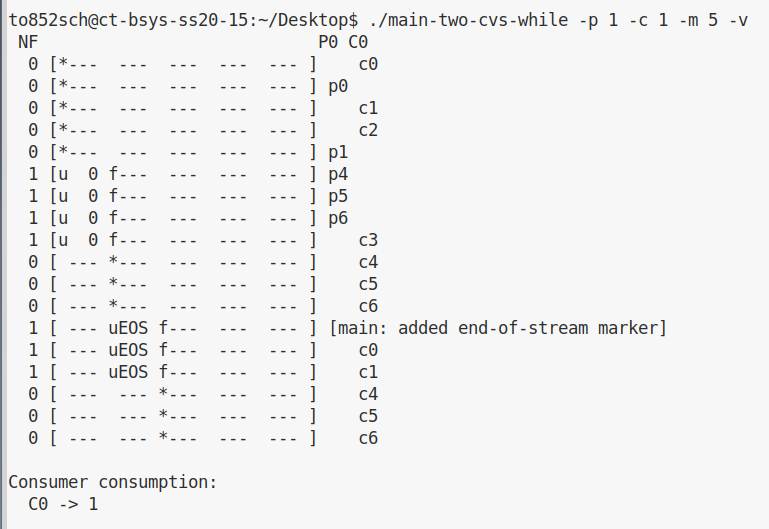 to852sch@ct-bsys-ss20-15:~/Desktop$ ./main-two-cvs-while -p 1 -c 1 -m 5 -v
 NF                             P0 C0
  0 [*---  ---  ---  ---  --- ]    c0
  0 [*---  ---  ---  ---  --- ] p0
  0 [*---  ---  ---  ---  --- ]    c1
  0 [*---  ---  ---  ---  --- ]    c2
  0 [*---  ---  ---  ---  --- ] p1
  1 [u  0 f---  ---  ---  --- ] p4
  1 [u  0 f---  ---  ---  --- ] p5
  1 [u  0 f---  ---  ---  --- ] p6
  1 [u  0 f---  ---  ---  --- ]    c3
  0 [ --- *---  ---  ---  --- ]    c4
  0 [ --- *---  ---  ---  --- ]    c5
  0 [ --- *---  ---  ---  --- ]    c6
  1 [ --- uEOS f---  ---  --- ] [main: added end-of-stream marker]
  1 [ --- uEOS f---  ---  --- ]    c0
  1 [ --- uEOS f---  ---  --- ]    c1
  0 [ ---  --- *---  ---  --- ]    c4
  0 [ ---  --- *---  ---  --- ]    c5
  0 [ ---  --- *---  ---  --- ]    c6
Consumer consumption:
  C0 -> 1